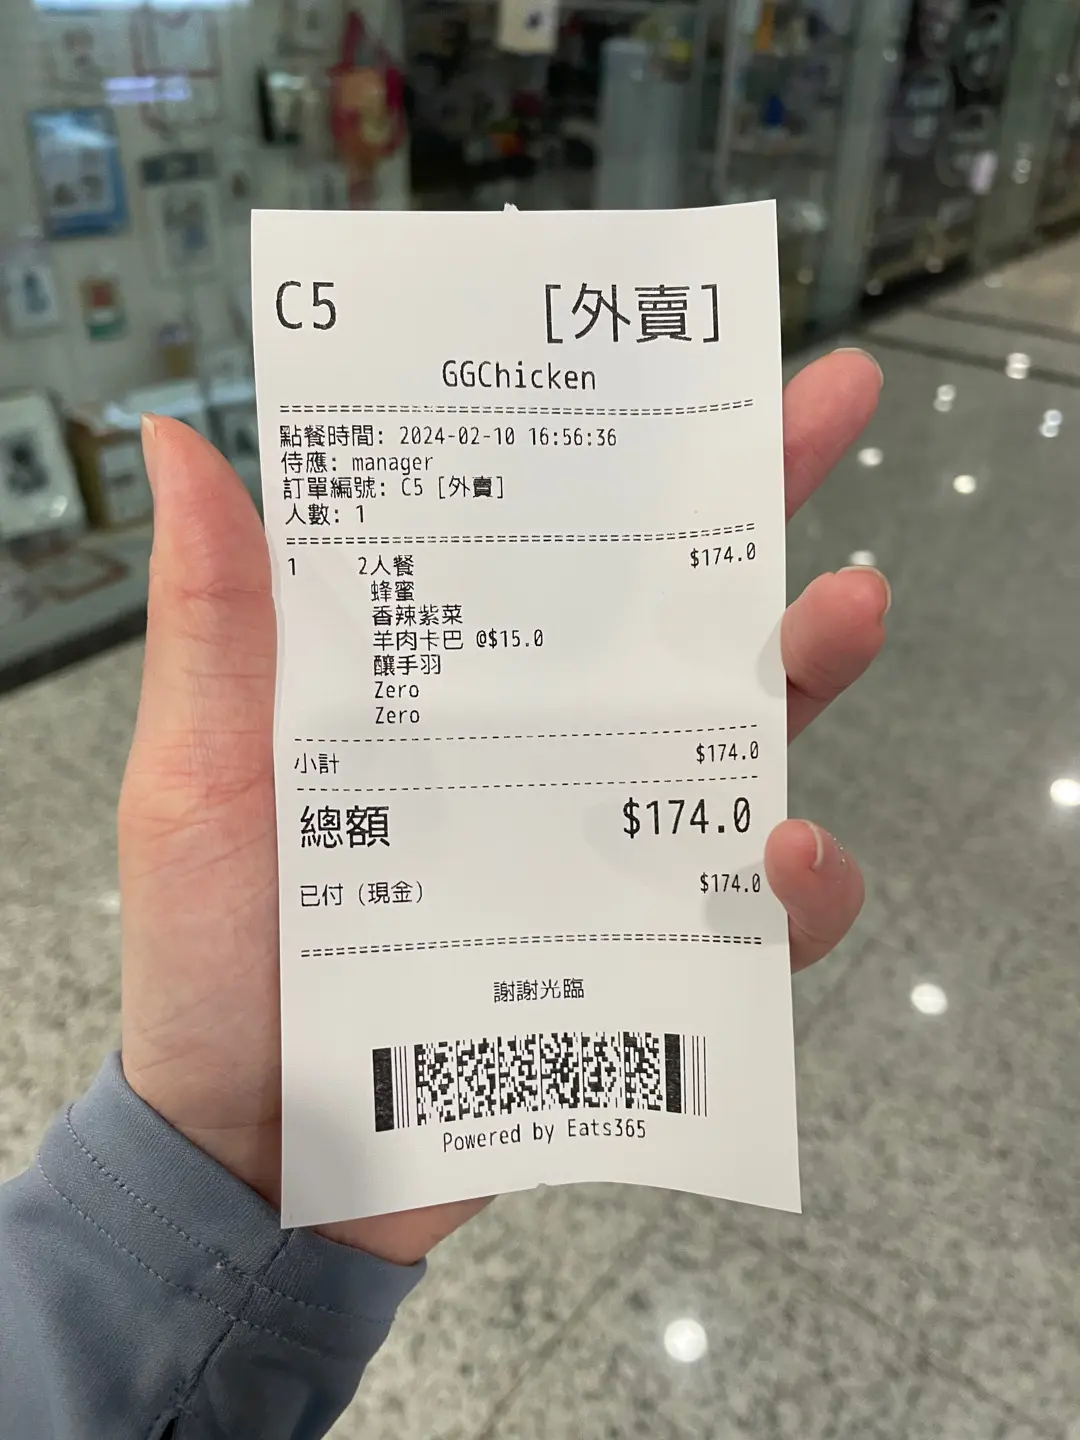 C5 [外賣]
GGChicken
點餐時間: 2024-02-10 16:56:36
侍應: manager
訂單編號: C5 [外賣]
人數: 1
1 2人餐 $174.0
蜂蜜
香辣紫菜
羊肉卡巴 @$15.0
釀手羽
Zero
Zero
小計 $174.0
總額 $174.0
已付 (現金) $174.0
謝謝光臨
Powered by Eats365